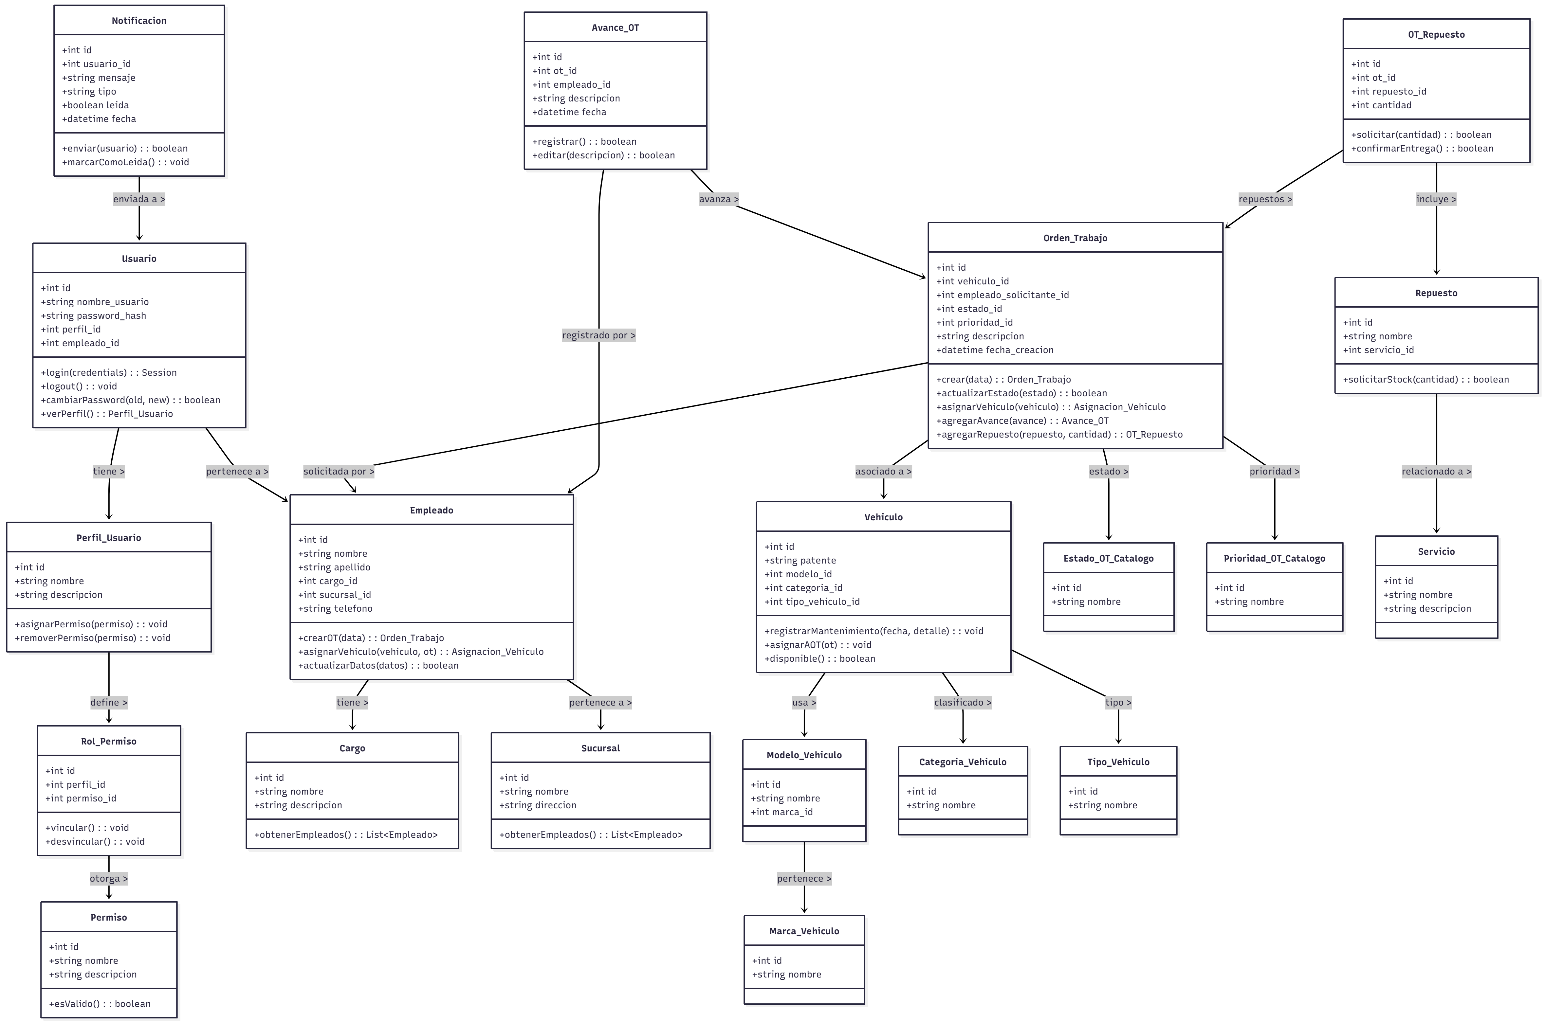 Notificacion
+int id
+int usuario_id
+string mensaje
+string tipo
+boolean leida
+datetime fecha
+enviar(usuario) : : boolean
+marcarComoLeida() : : void
Avance_OT
+int id
+int ot_id
+int empleado_id
+string descripcion
+datetime fecha
+registrar() : : boolean
+editar(descripcion) : : boolean
OT_Repuesto
+int id
+int ot_id
+int repuesto_id
+int cantidad
+solicitar(cantidad) : : boolean
+confirmarEntrega() : : boolean
enviada a >
avanza >
repuestos >
incluye >
Usuario
+int id
+string nombre_usuario
+string password_hash
+int perfil_id
+int empleado_id
+login(credentials) : : Session
+logout() : : void
+cambiarPassword(old, new) : : boolean
+verPerfil() : : Perfil_Usuario
registrado por >
Orden_Trabajo
+int id
+int vehiculo_id
+int empleado_solicitante_id
+int estado_id
+int prioridad_id
+string descripcion
+datetime fecha_creacion
+crear(data) : : Orden_Trabajo
+actualizarEstado(estado) : : boolean
+asignarVehiculo(vehiculo) : : Asignacion_Vehiculo
+agregarAvance(avance) : : Avance_OT
+agregarRepuesto(repuesto, cantidad) : : OT_Repuesto
Repuesto
+int id
+string nombre
+int servicio_id
+solicitarStock(cantidad) : : boolean
tiene >
pertenece a >
solicitada por >
asociado a >
estado >
prioridad >
relacionado a >
Perfil_Usuario
+int id
+string nombre
+string descripcion
+asignarPermiso(permiso) : : void
+removerPermiso(permiso) : : void
Empleado
+int id
+string nombre
+string apellido
+int cargo_id
+int sucursal_id
+string telefono
+crearOT(data) : : Orden_Trabajo
+asignarVehiculo(vehiculo, ot) : : Asignacion_Vehiculo
+actualizarDatos(datos) : : boolean
Vehiculo
+int id
+string patente
+int modelo_id
+int categoria_id
+int tipo_vehiculo_id
+registrarMantenimiento(fecha, detalle) : : void
+asignarAOT(ot) : : void
+disponible() : : boolean
Estado_OT_Catalogo
+int id
+string nombre
Prioridad_OT_Catalogo
+int id
+string nombre
Servicio
+int id
+string nombre
+string descripcion
define >
tiene >
pertenece a >
usa >
clasificado >
tipo >
Rol_Permiso
+int id
+int perfil_id
+int permiso_id
+vincular() : : void
+desvincular() : : void
Cargo
+int id
+string nombre
+string descripcion
+obtenerEmpleados() : : List<Empleado>
Sucursal
+int id
+string nombre
+string direccion
+obtenerEmpleados() : : List<Empleado>
Modelo_Vehiculo
+int id
+string nombre
+int marca_id
Categoria_Vehiculo
+int id
+string nombre
Tipo_Vehiculo
+int id
+string nombre
otorga >
pertenece >
Permiso
+int id
+string nombre
+string descripcion
+esValido() : : boolean
Marca_Vehiculo
+int id
+string nombre